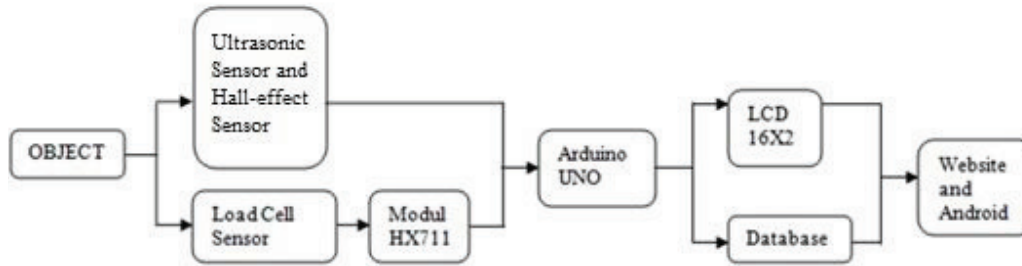 OBJECT
Ultrasonic
Sensor and
Hall-effect
Sensor
Load Cell
Sensor
Modul
HX711
Arduino
UNO
LCD
16X2
Database
Website
and
Android